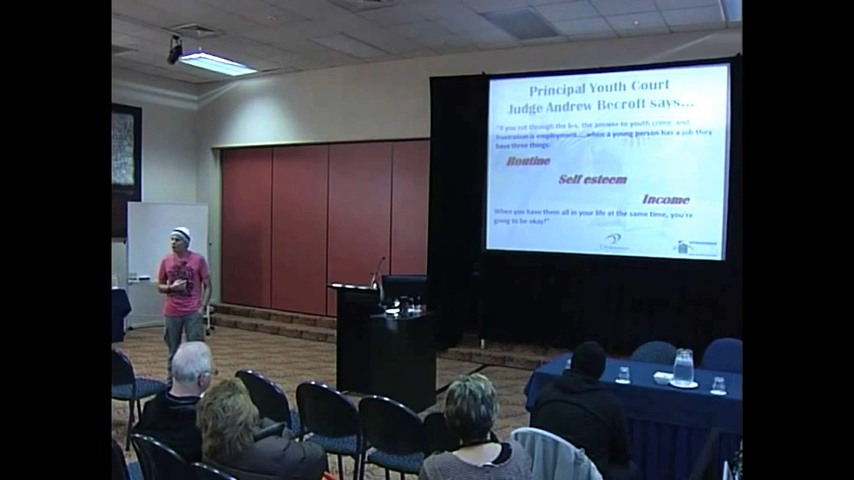 Principal Youth Court
Judge Andrew Becroft says...
"If you cut through the b-s, the answer to youth crime and
frustration is employment.... when a young person has a job they
have three things:
Routine
Self esteem
Income
When you have them all in your life at the same time, you're
going to be okay!"